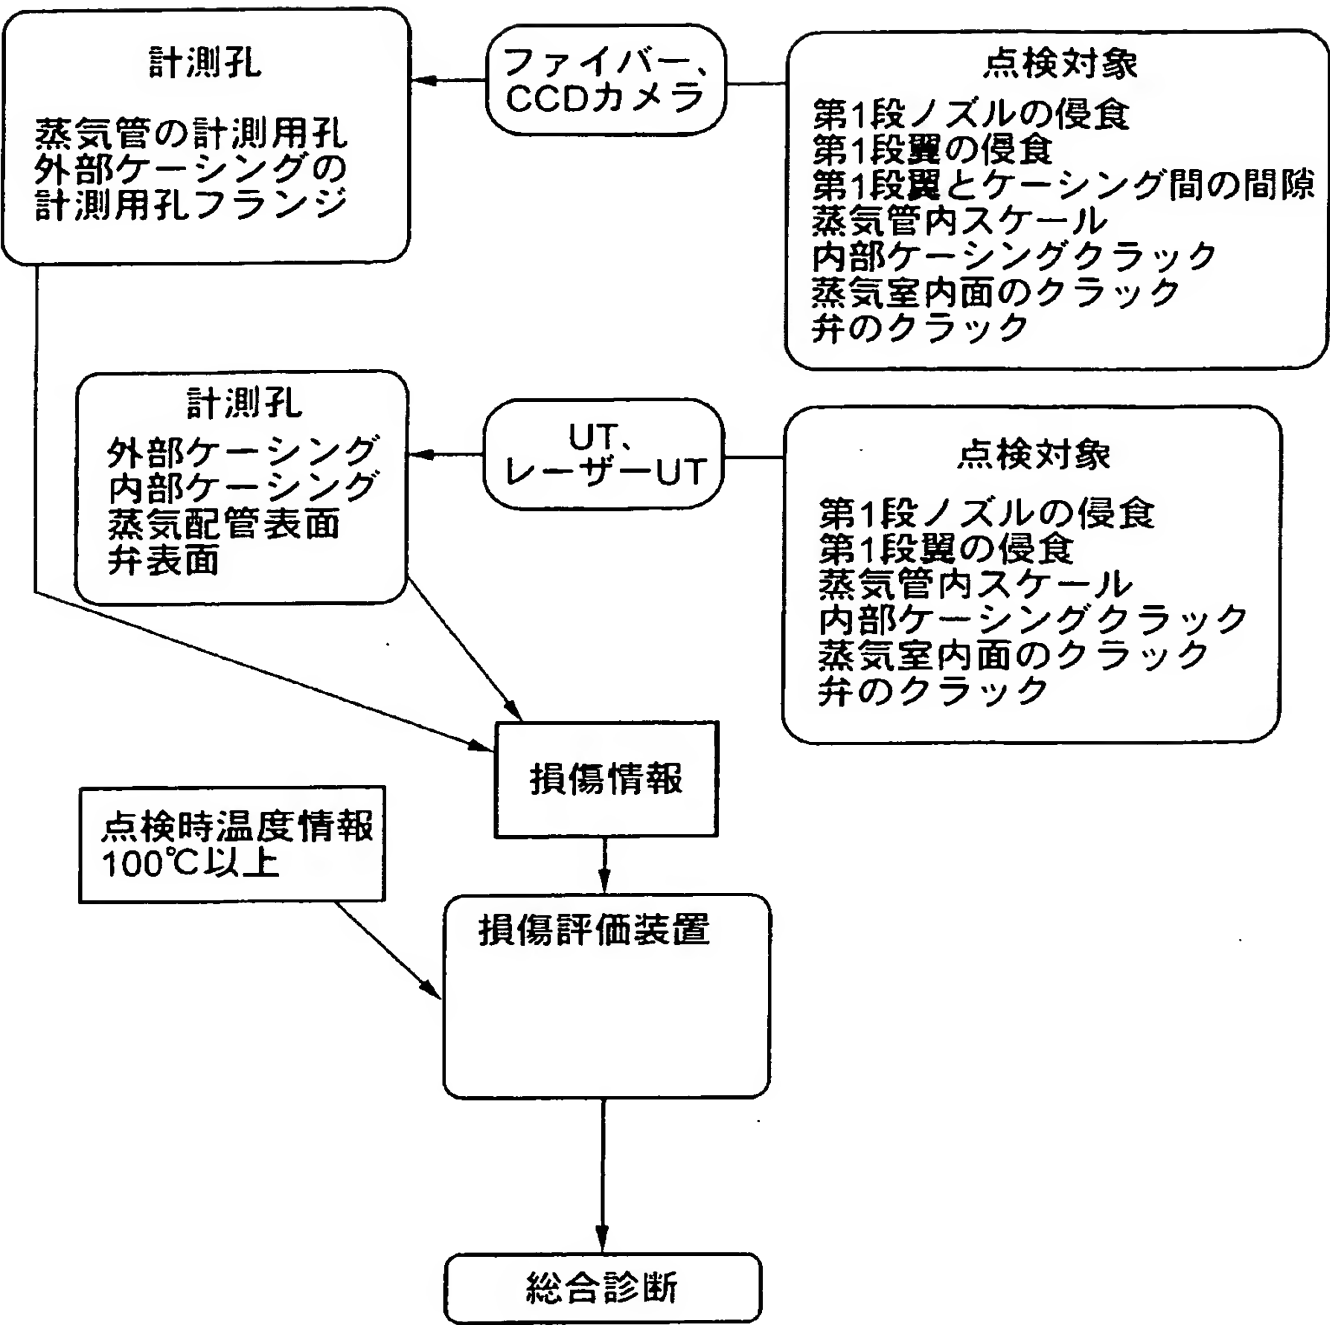 計測孔
蒸気管の計測用孔
外部ケーシングの
計測用孔フランジ
ファイバー、
CCDカメラ
点検対象
第1段ノズルの侵食
第1段翼の侵食
第1段翼とケーシング間の間隙
蒸気管内スケール
内部ケーシングクラック
蒸気室内面のクラック
弁のクラック
計測孔
外部ケーシング
内部ケーシング
蒸気配管表面
弁表面
UT、
レーザーUT
点検対象
第1段ノズルの侵食
第1段翼の侵食
蒸気管内スケール
内部ケーシングクラック
蒸気室内面のクラック
弁のクラック
損傷情報
点検時温度情報
100℃以上
損傷評価装置
総合診断